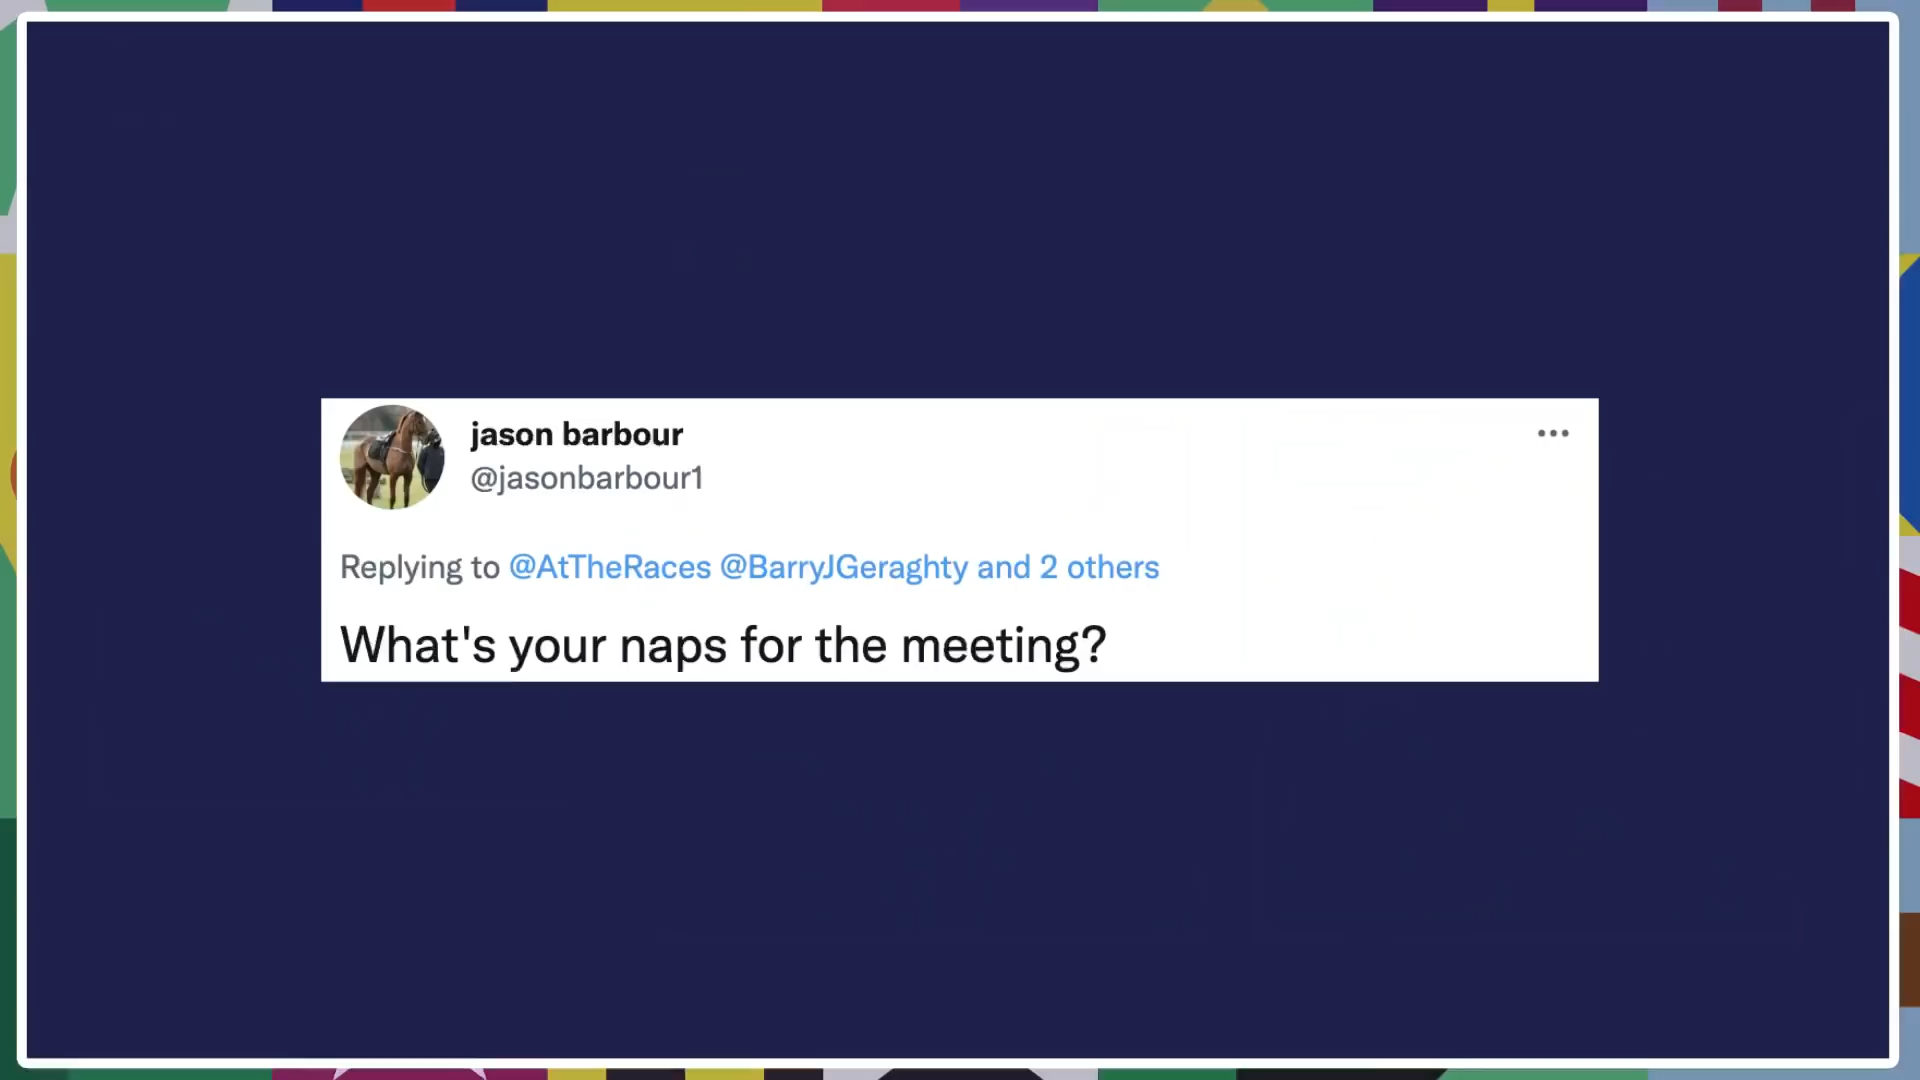 jason barbour
@jasonbarbour1
Replying to @AtTheRaces @BarryJGeraghty and 2 others
What's your naps for the meeting?